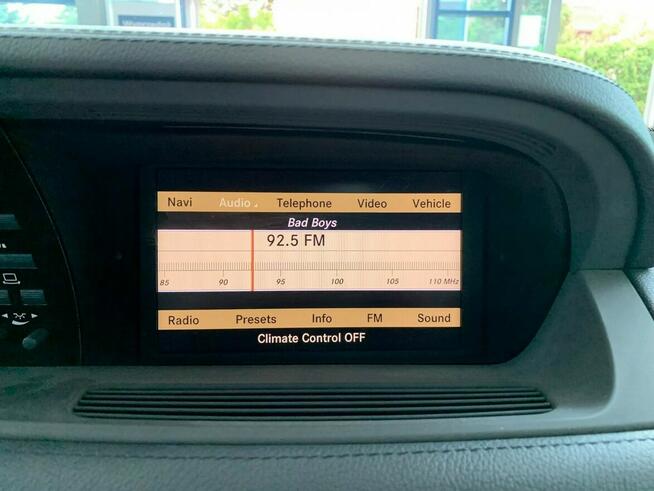 Navi Audio Telephone Video Vehicle
Bad Boys
92.5 FM
85 90 95 100 105 110 MHz
Radio Presets Info FM Sound
Climate Control OFF